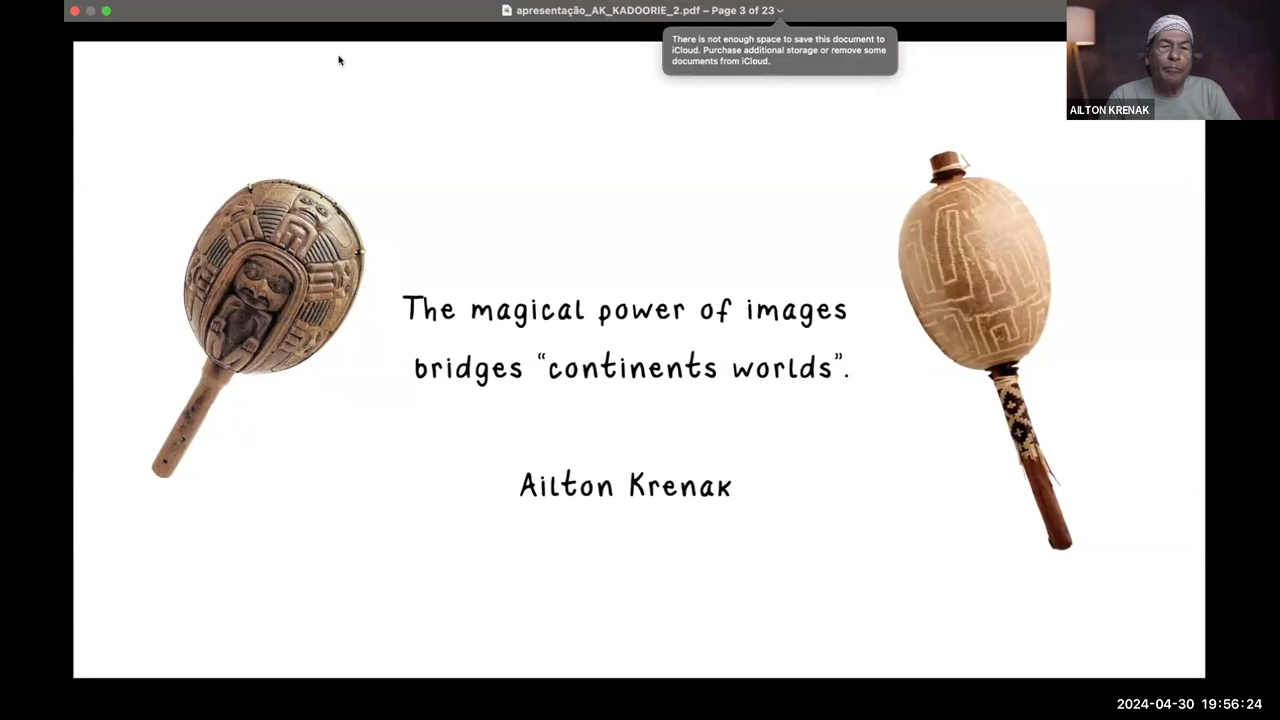 apresentação_AK_KADOORIE_2.pdf – Page 3 of 23
There is not enough space to save this document to
iCloud. Purchase additional storage or remove some
documents from iCloud.
AILTON KRENAK
The magical power of images
bridges “continents worlds”.
Ailton Krenak
2024-04-30 19:56:24